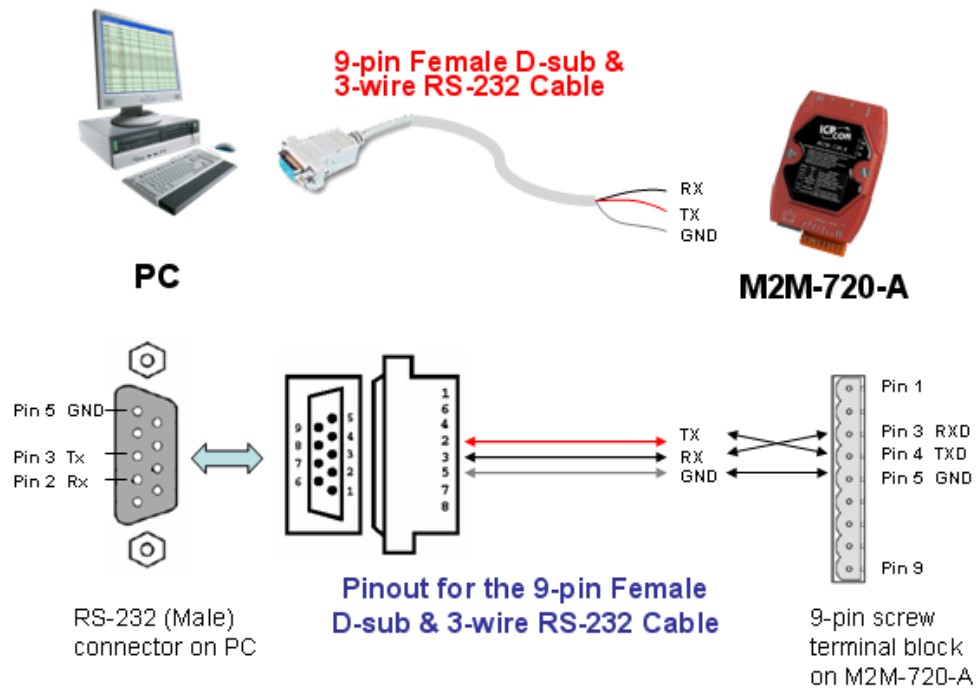 9-pin Female D-sub &
3-wire RS-232 Cable
ICP
CON
RX
TX
GND
PC
M2M-720-A
Pin 5 GND
Pin 3 Tx
Pin 2 Rx
9
8
7
6
5
4
3
2
1
1
6
4
2
3
5
7
8
TX
RX
GND
Pin 1
Pin 3 RXD
Pin 4 TXD
Pin 5 GND
Pin 9
Pinout for the 9-pin Female
D-sub & 3-wire RS-232 Cable
RS-232 (Male)
connector on PC
9-pin screw
terminal block
on M2M-720-A